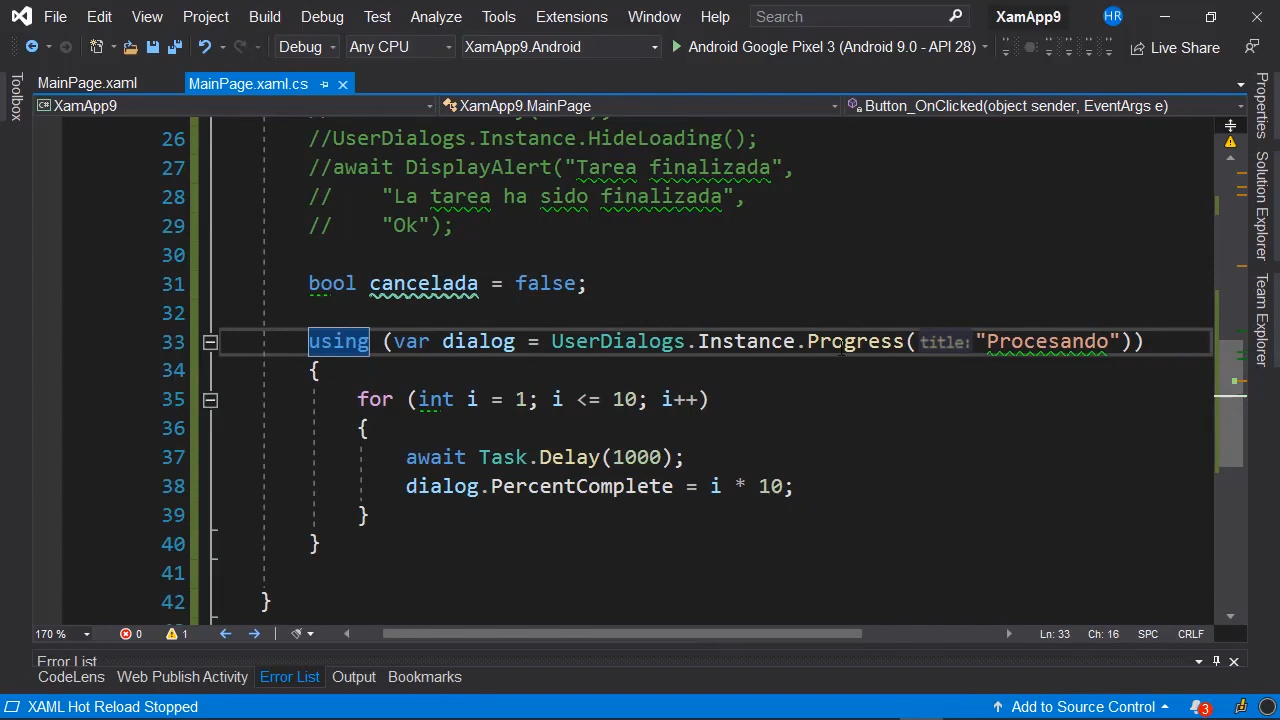 File Edit View Project Build Debug Test Analyze Tools Extensions Window Help Search XamApp9 HR
Debug Any CPU XamApp9.Android Android Google Pixel 3 (Android 9.0 - API 28) Live Share
MainPage.xaml MainPage.xaml.cs
XamApp9 XamApp9.MainPage Button_OnClicked(object sender, EventArgs e)
26 //UserDialogs.Instance.HideLoading();
27 //await DisplayAlert("Tarea finalizada",
28 // "La tarea ha sido finalizada",
29 // "Ok");
30
31 bool cancelada = false;
32
33 using (var dialog = UserDialogs.Instance.Progress(title:"Procesando"))
34 {
35 for (int i = 1; i <= 10; i++)
36 {
37 await Task.Delay(1000);
38 dialog.PercentComplete = i * 10;
39 }
40 }
41
42 }
170 % 0 1 Ln: 33 Ch: 16 SPC CRLF
Error List
CodeLens Web Publish Activity Error List Output Bookmarks
XAML Hot Reload Stopped Add to Source Control 3
Toolbox
Properties
Solution Explorer
Team Explorer